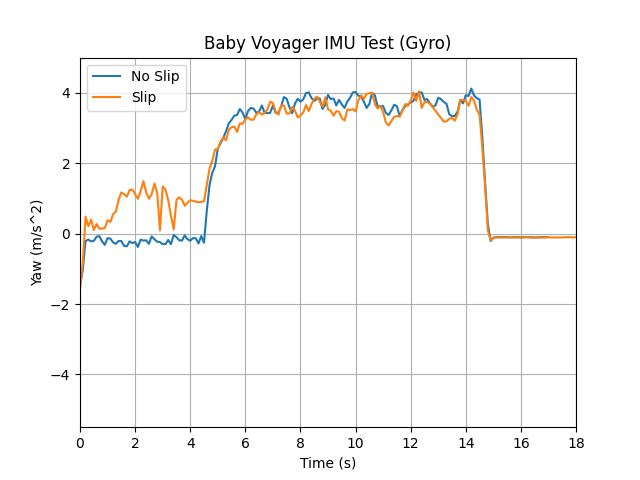 Baby Voyager IMU Test (Gyro)
No Slip
Slip
Yaw (m/s^2)
4
2
0
−2
−4
0 2 4 6 8 10 12 14 16 18
Time (s)